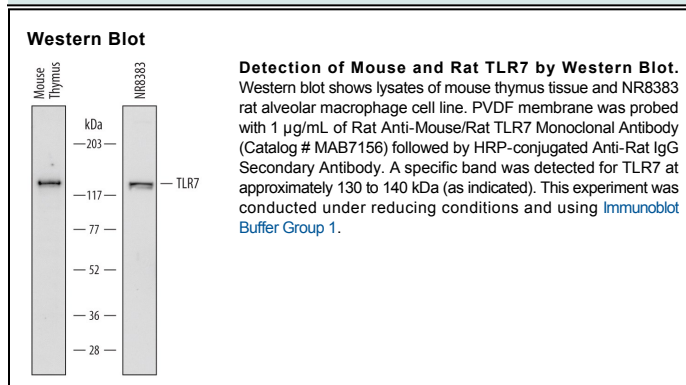 Western Blot
Mouse
Thymus
NR8383
kDa
203
117
77
52
36
28
TLR7
Detection of Mouse and Rat TLR7 by Western Blot.
Western blot shows lysates of mouse thymus tissue and NR8383
rat alveolar macrophage cell line. PVDF membrane was probed
with 1 µg/mL of Rat Anti-Mouse/Rat TLR7 Monoclonal Antibody
(Catalog # MAB7156) followed by HRP-conjugated Anti-Rat IgG
Secondary Antibody. A specific band was detected for TLR7 at
approximately 130 to 140 kDa (as indicated). This experiment was
conducted under reducing conditions and using Immunoblot
Buffer Group 1.